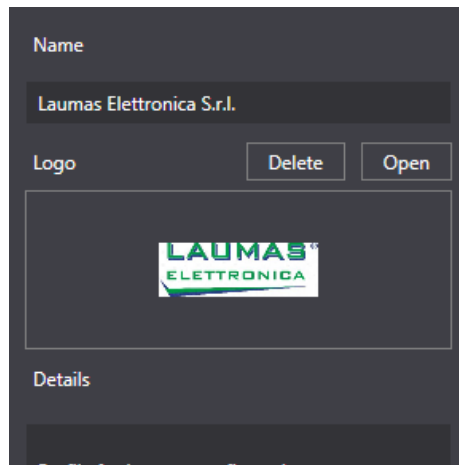 Name
Laumas Elettronica S.r.l.
Logo Delete Open
LAUMAS®
ELETTRONICA
Details